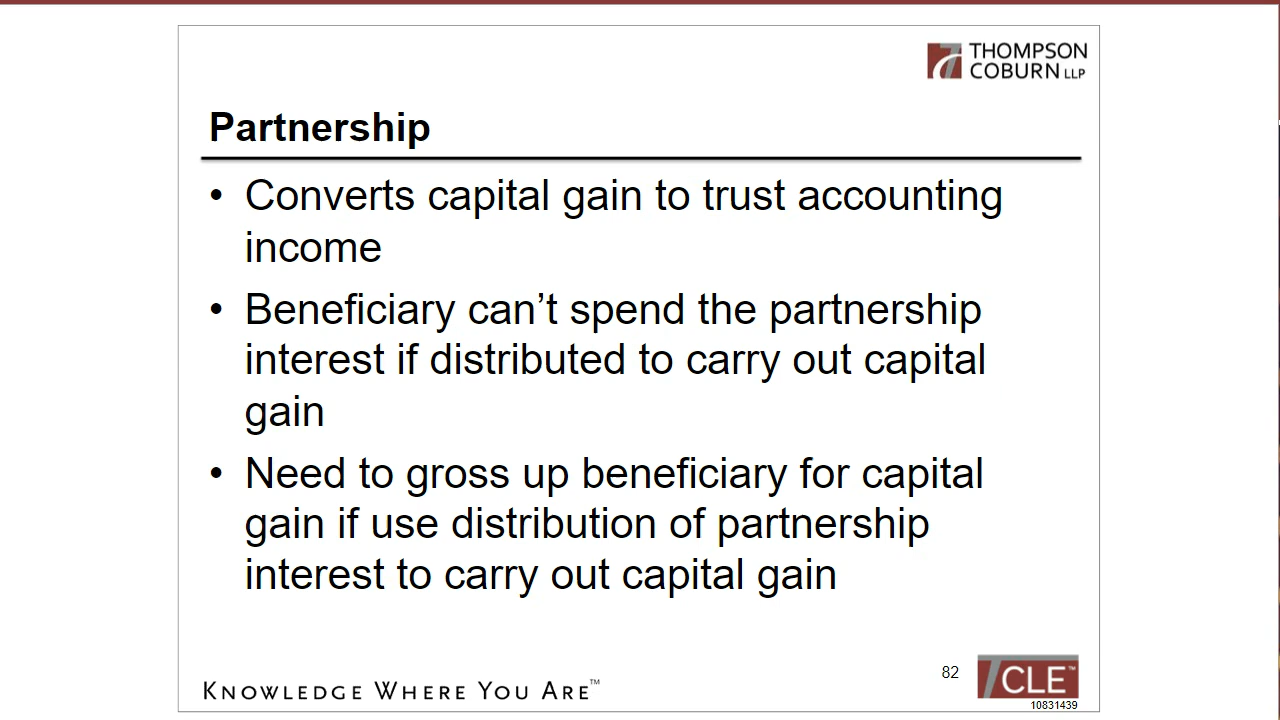 THOMPSON
COBURN LLP
Partnership
• Converts capital gain to trust accounting
income
• Beneficiary can’t spend the partnership
interest if distributed to carry out capital
gain
• Need to gross up beneficiary for capital
gain if use distribution of partnership
interest to carry out capital gain
KNOWLEDGE WHERE YOU ARE™
82
TCLE™
10831439